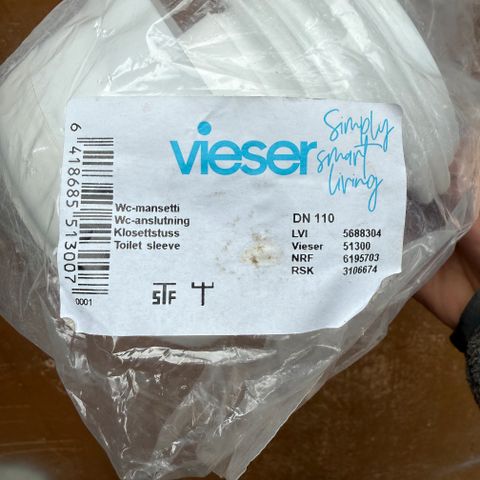 vieser
Simply
smart
living
Wc-mansetti
Wc-anslutning
Klosettstuss
Toilet sleeve
DN 110
LVI 5688304
Vieser 51300
NRF 6195703
RSK 3106674
6 418685 513007
0001
STF